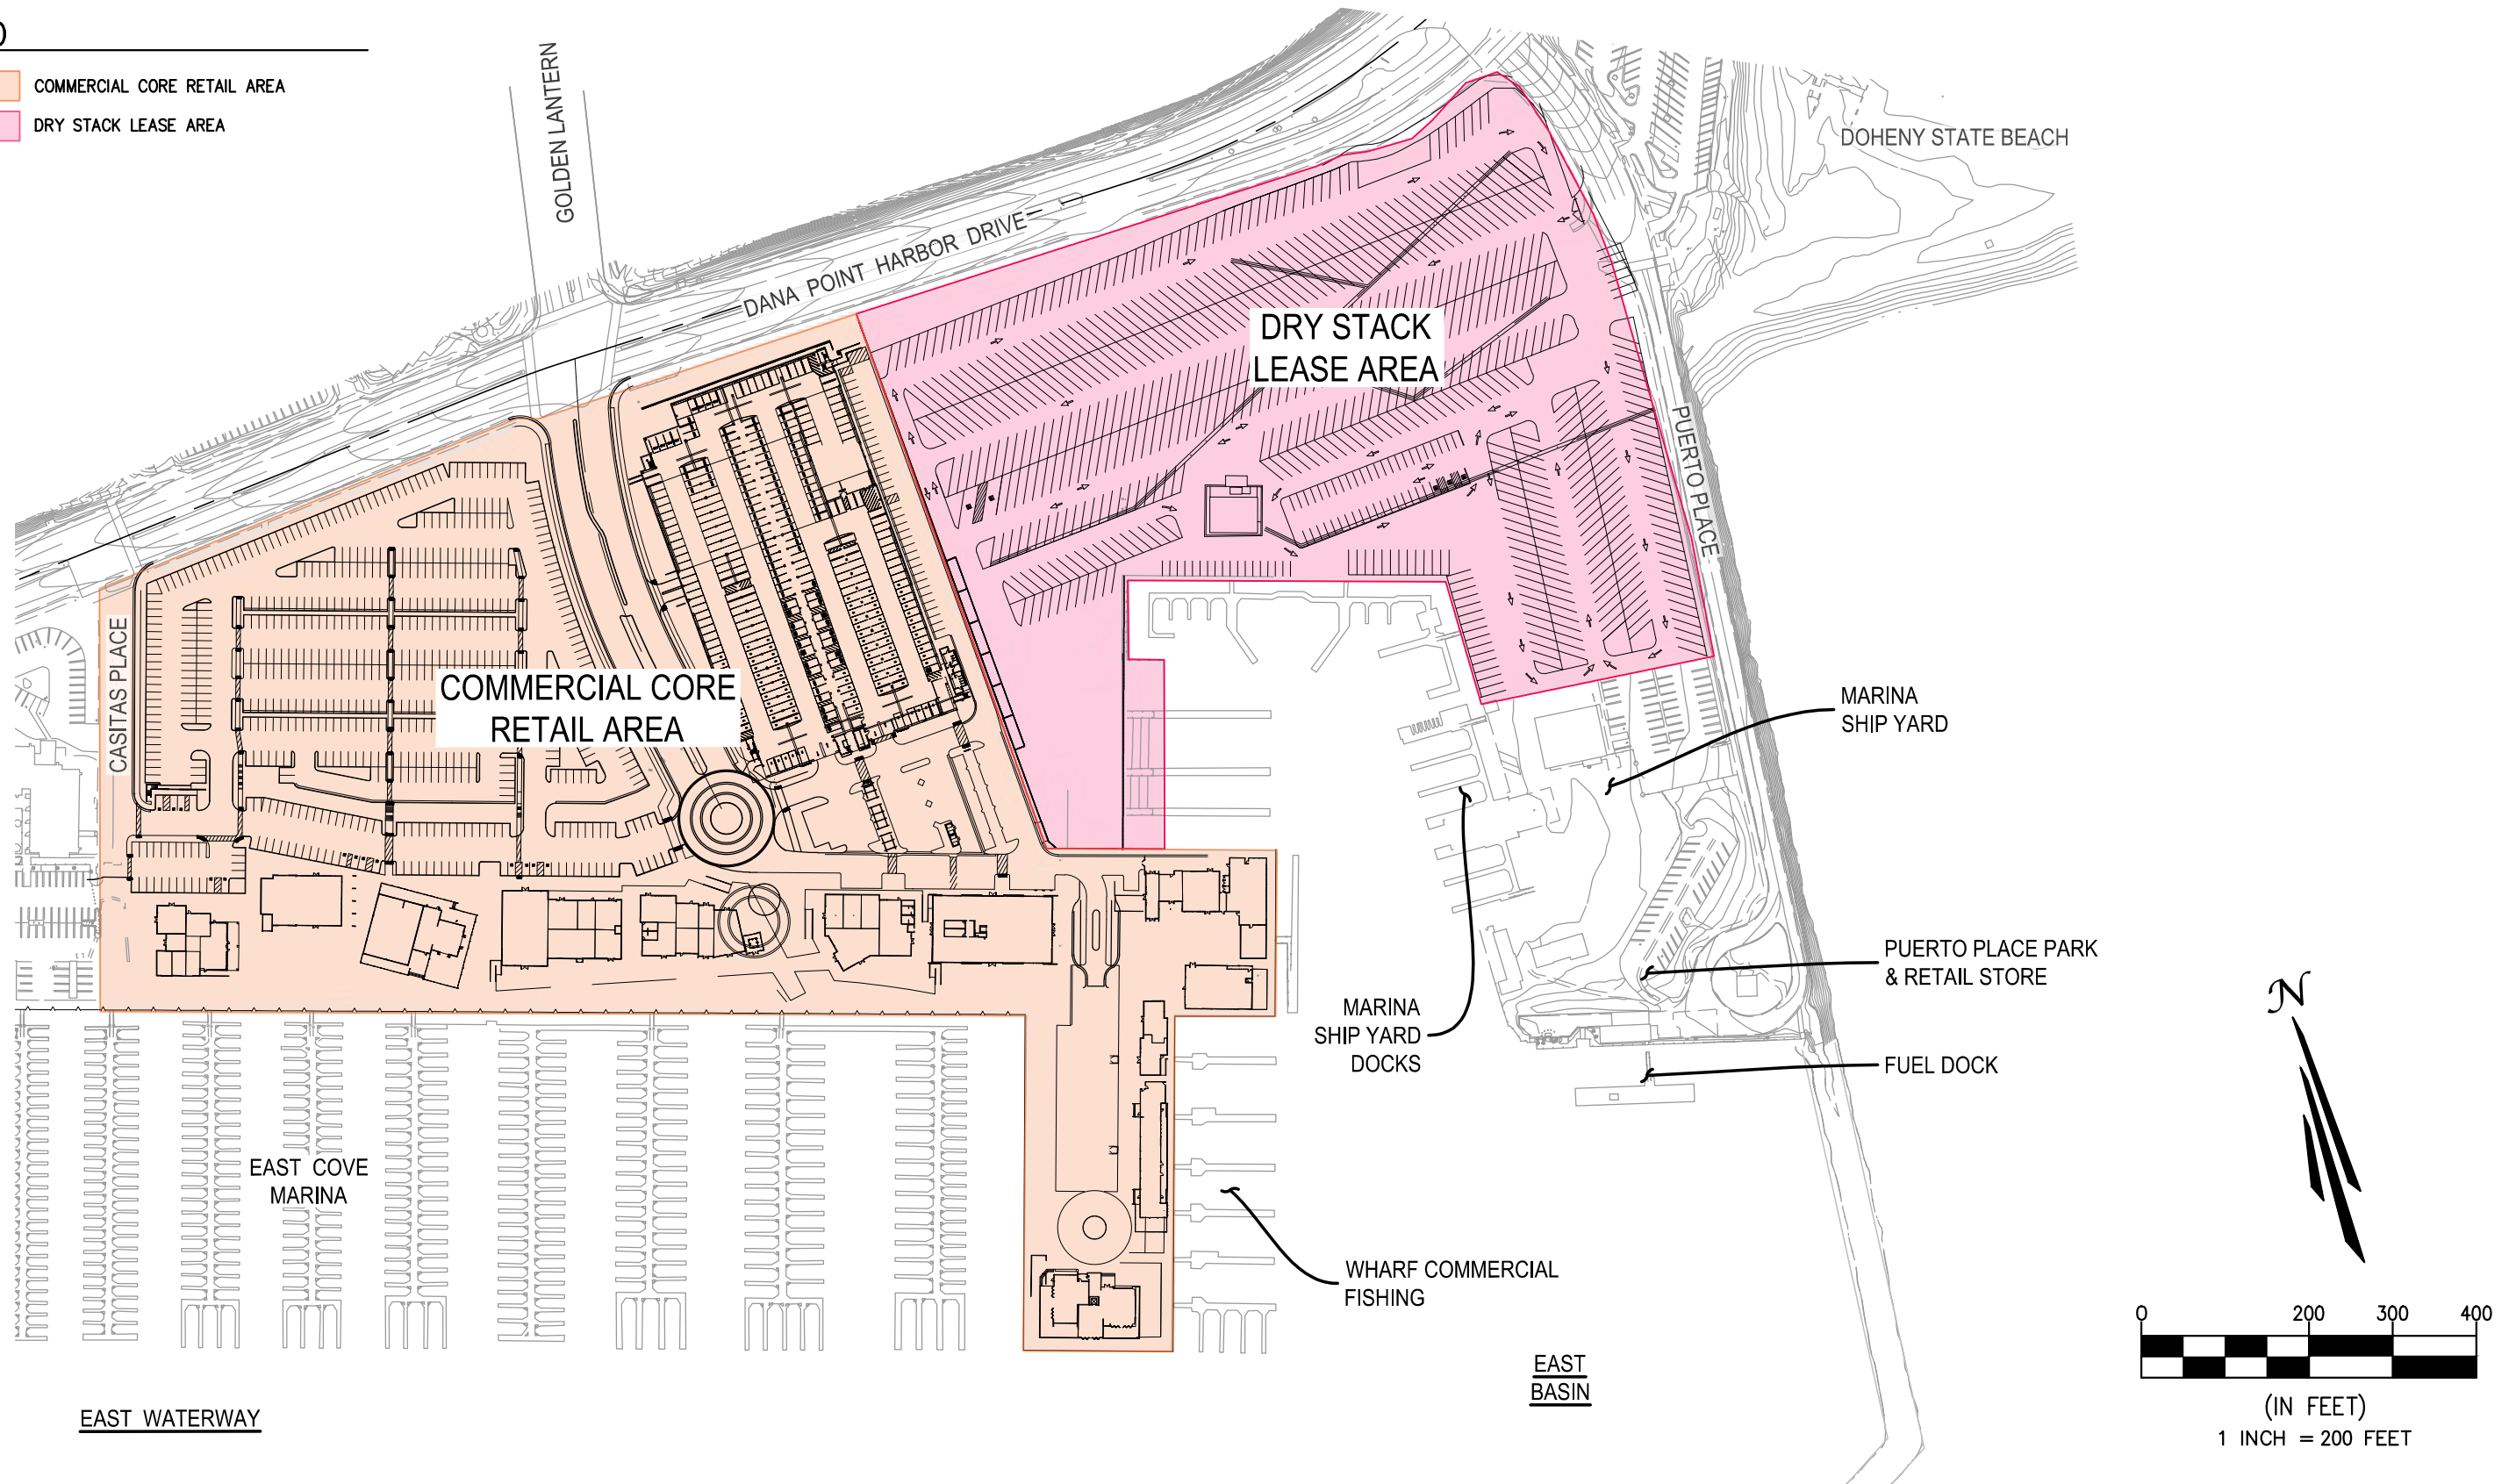 COMMERCIAL CORE RETAIL AREA
DRY STACK LEASE AREA
GOLDEN LANTERN
DANA POINT HARBOR DRIVE
DOHENY STATE BEACH
DRY STACK
LEASE AREA
PUERTO PLACE
CASITAS PLACE
COMMERCIAL CORE
RETAIL AREA
MARINA
SHIP YARD
PUERTO PLACE PARK
& RETAIL STORE
MARINA
SHIP YARD
DOCKS
FUEL DOCK
EAST COVE
MARINA
WHARF COMMERCIAL
FISHING
EAST
BASIN
EAST WATERWAY
N
0 200 300 400
(IN FEET)
1 INCH = 200 FEET